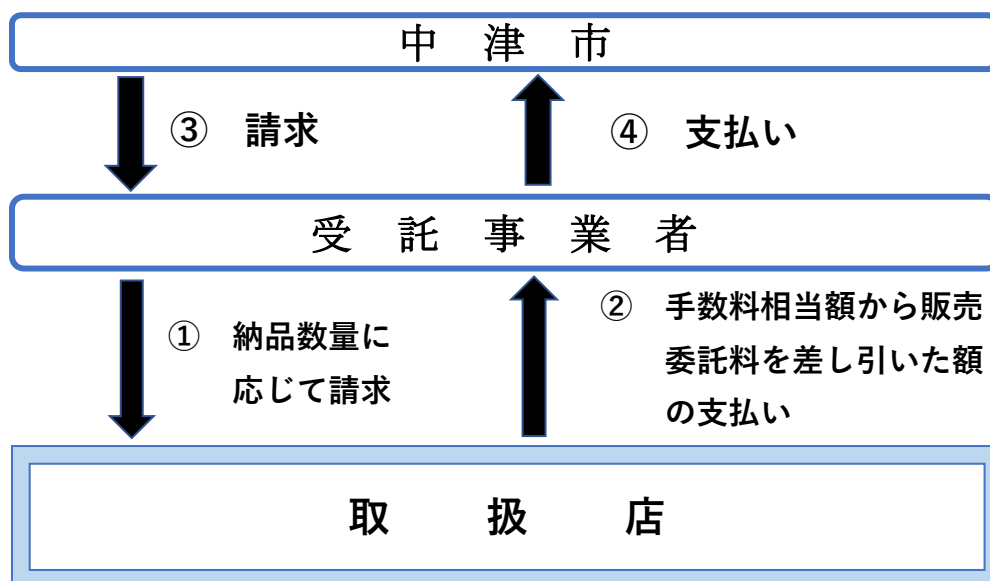 中　津　市
③　請求
④　支払い
受　託　事　業　者
①　納品数量に
応じて請求
②　手数料相当額から販売
委託料を差し引いた額
の支払い
取　扱　店